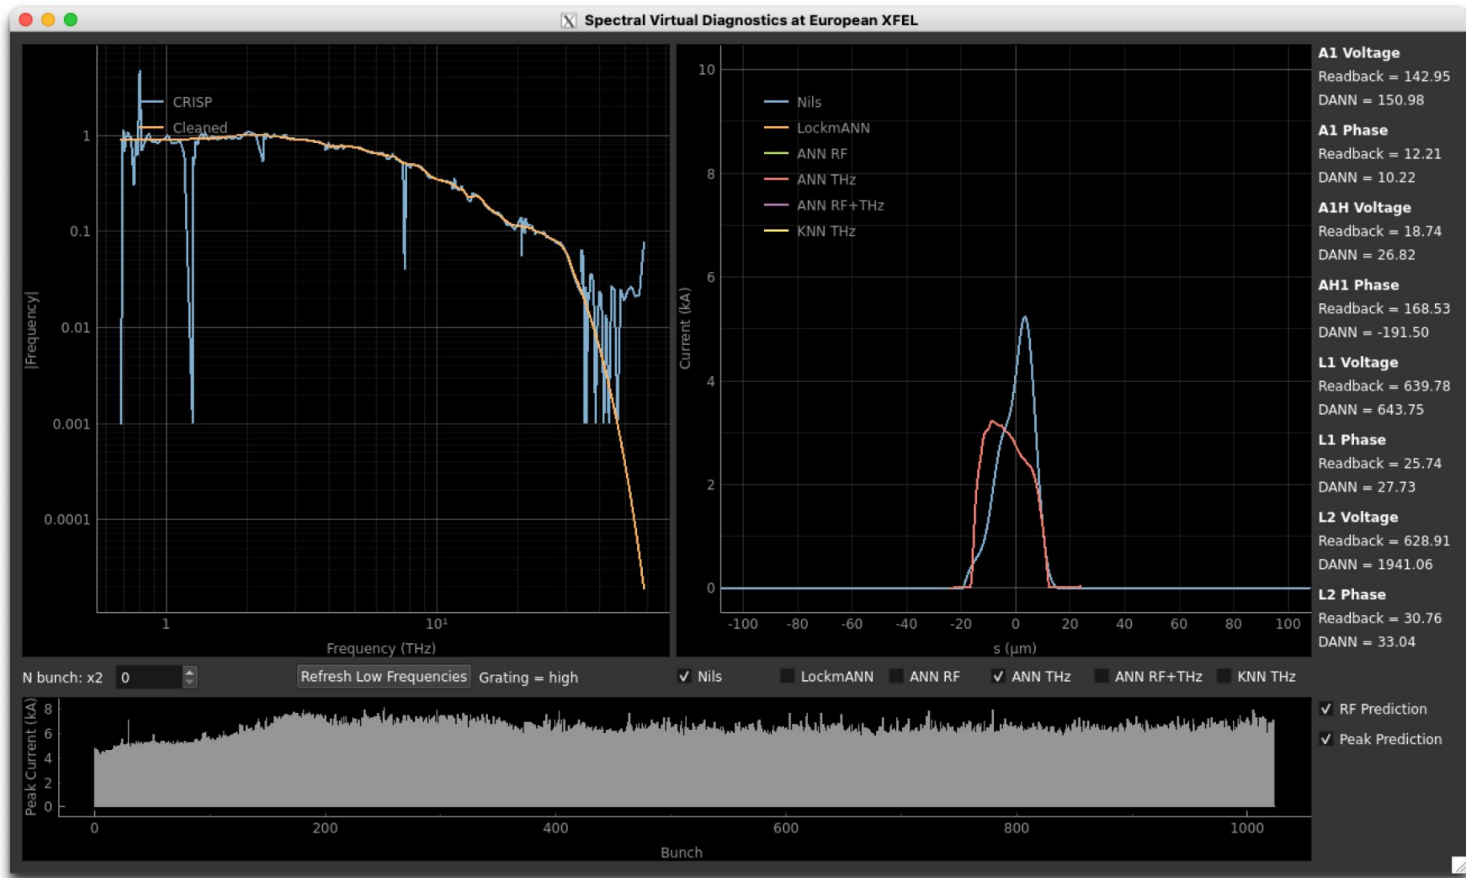 Spectral Virtual Diagnostics at European XFEL
CRISP
Cleaned
1
0.1
0.01
0.001
0.0001
|Frequency|
1
10¹
Frequency (THz)
Nils
LockmANN
ANN RF
ANN THz
ANN RF+THz
KNN THz
10
8
6
4
2
0
Current (kA)
-100 -80 -60 -40 -20 0 20 40 60 80 100
s (μm)
A1 Voltage
Readback = 142.95
DANN = 150.98
A1 Phase
Readback = 12.21
DANN = 10.22
A1H Voltage
Readback = 18.74
DANN = 26.82
AH1 Phase
Readback = 168.53
DANN = -191.50
L1 Voltage
Readback = 639.78
DANN = 643.75
L1 Phase
Readback = 25.74
DANN = 27.73
L2 Voltage
Readback = 628.91
DANN = 1941.06
L2 Phase
Readback = 30.76
DANN = 33.04
N bunch: x2 0 Refresh Low Frequencies Grating = high
Nils LockmANN ANN RF ANN THz ANN RF+THz KNN THz
8
6
4
2
0
Peak Current (kA)
0 200 400 600 800 1000
Bunch
RF Prediction
Peak Prediction